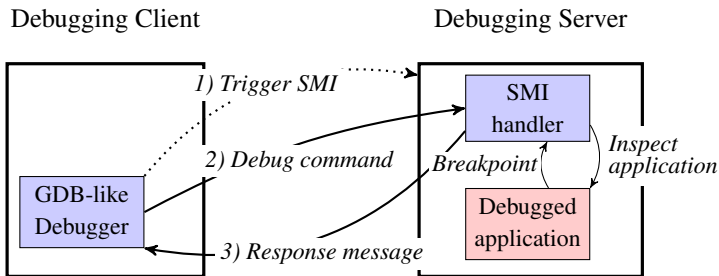 Debugging Client
Debugging Server
1) Trigger SMI
SMI
handler
2) Debug command
Breakpoint
Inspect
application
GDB-like
Debugger
Debugged
application
3) Response message